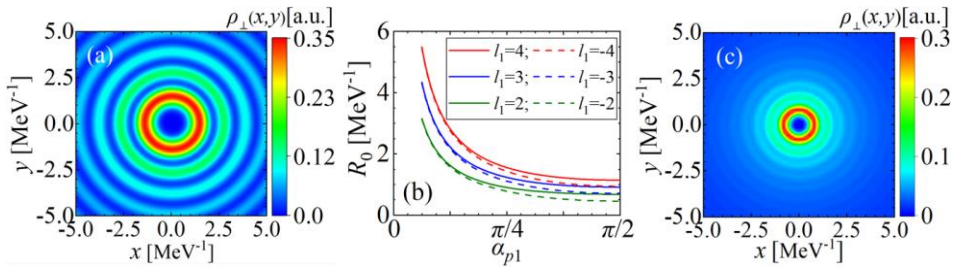 ρ⊥(x,y)[a.u.]
(a)
5.0
2.5
0.0
-2.5
-5.0
y [MeV⁻¹]
-5.0 -2.5 0.0 2.5 5.0
x [MeV⁻¹]
0.35
0.23
0.12
0.0
R₀ [MeV⁻¹]
6
4
2
0
l₁=4; l₁=-4
l₁=3; l₁=-3
l₁=2; l₁=-2
(b)
0 π/4 π/2
αₚ₁
ρ⊥(x,y)[a.u.]
(c)
5.0
2.5
0.0
-2.5
-5.0
y [MeV⁻¹]
-5.0 -2.5 0.0 2.5 5.0
x [MeV⁻¹]
0.3
0.2
0.1
0